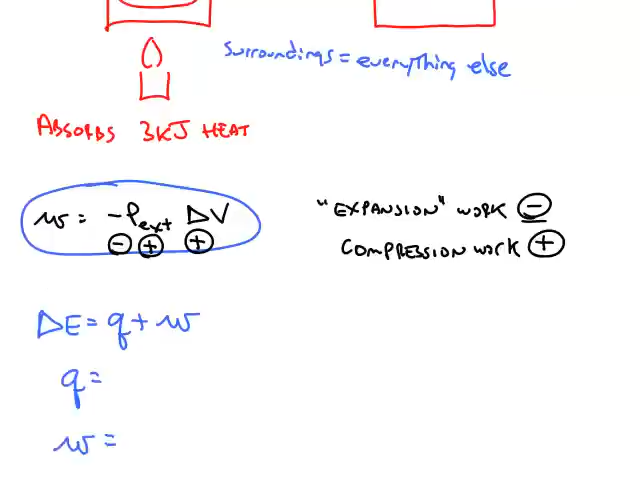 surroundings = everything else
ABSORBS 3KJ HEAT
w = -Pext ΔV
- + +
"EXPANSION" WORK -
COMPRESSION WORK +
ΔE = q + w
q =
w =